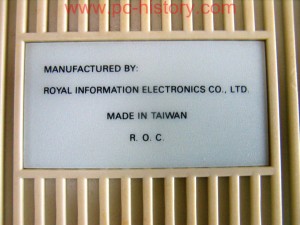 www.pc-history.com
MANUFACTURED BY:
ROYAL INFORMATION ELECTRONICS CO., LTD.
MADE IN TAIWAN
R. O. C.